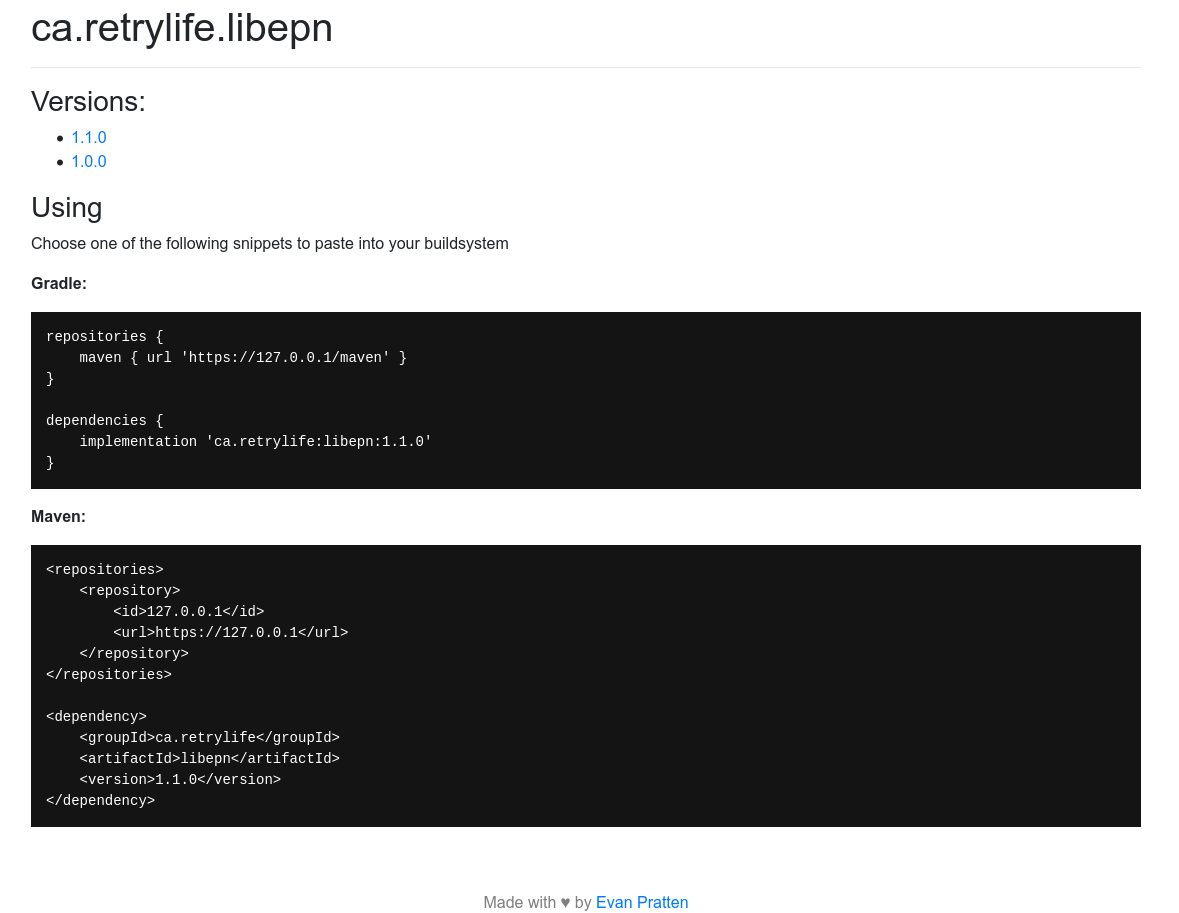 ca.retrylife.libepn
Versions:
• 1.1.0
• 1.0.0
Using
Choose one of the following snippets to paste into your buildsystem
Gradle:
repositories {
    maven { url 'https://127.0.0.1/maven' }
}

dependencies {
    implementation 'ca.retrylife:libepn:1.1.0'
}
Maven:
<repositories>
    <repository>
        <id>127.0.0.1</id>
        <url>https://127.0.0.1</url>
    </repository>
</repositories>

<dependency>
    <groupId>ca.retrylife</groupId>
    <artifactId>libepn</artifactId>
    <version>1.1.0</version>
</dependency>
Made with ♥ by Evan Pratten